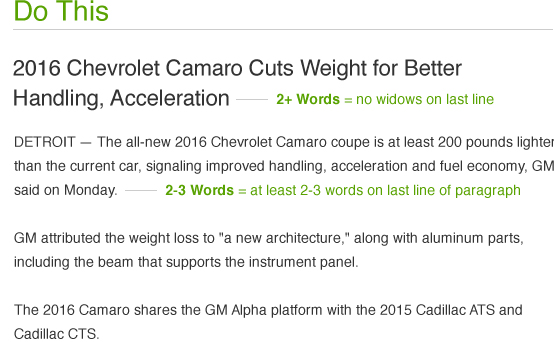 Do This
2016 Chevrolet Camaro Cuts Weight for Better
Handling, Acceleration 2+ Words = no widows on last line
DETROIT — The all-new 2016 Chevrolet Camaro coupe is at least 200 pounds lighter
than the current car, signaling improved handling, acceleration and fuel economy, GM
said on Monday. 2-3 Words = at least 2-3 words on last line of paragraph
GM attributed the weight loss to "a new architecture," along with aluminum parts,
including the beam that supports the instrument panel.
The 2016 Camaro shares the GM Alpha platform with the 2015 Cadillac ATS and
Cadillac CTS.